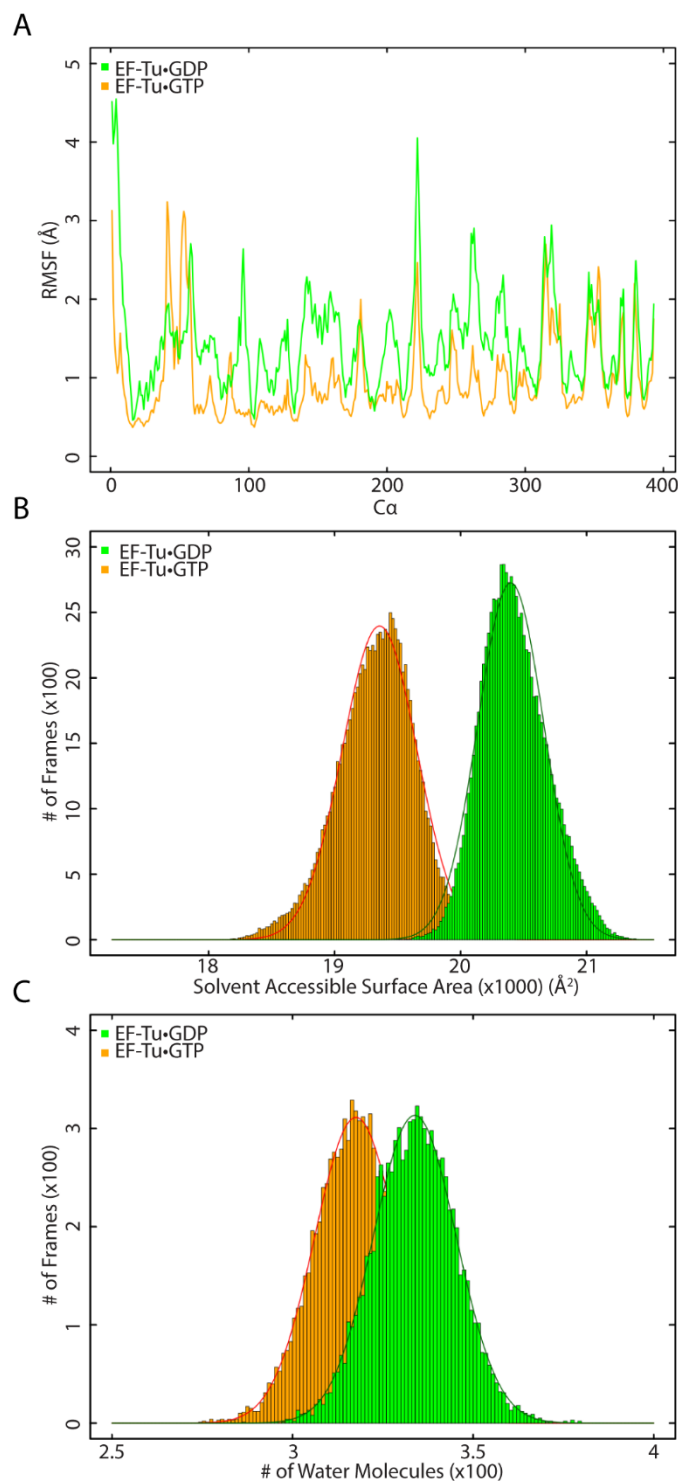 A
EF-Tu•GDP
EF-Tu•GTP
5
4
3
2
1
0
RMSF (Å)
0 100 200 300 400
Cα
B
EF-Tu•GDP
EF-Tu•GTP
30
25
20
15
10
5
0
# of Frames (x100)
18 19 20 21
Solvent Accessible Surface Area (x1000) (Å²)
C
EF-Tu•GDP
EF-Tu•GTP
4
3
2
1
0
# of Frames (x100)
2.5 3 3.5 4
# of Water Molecules (x100)